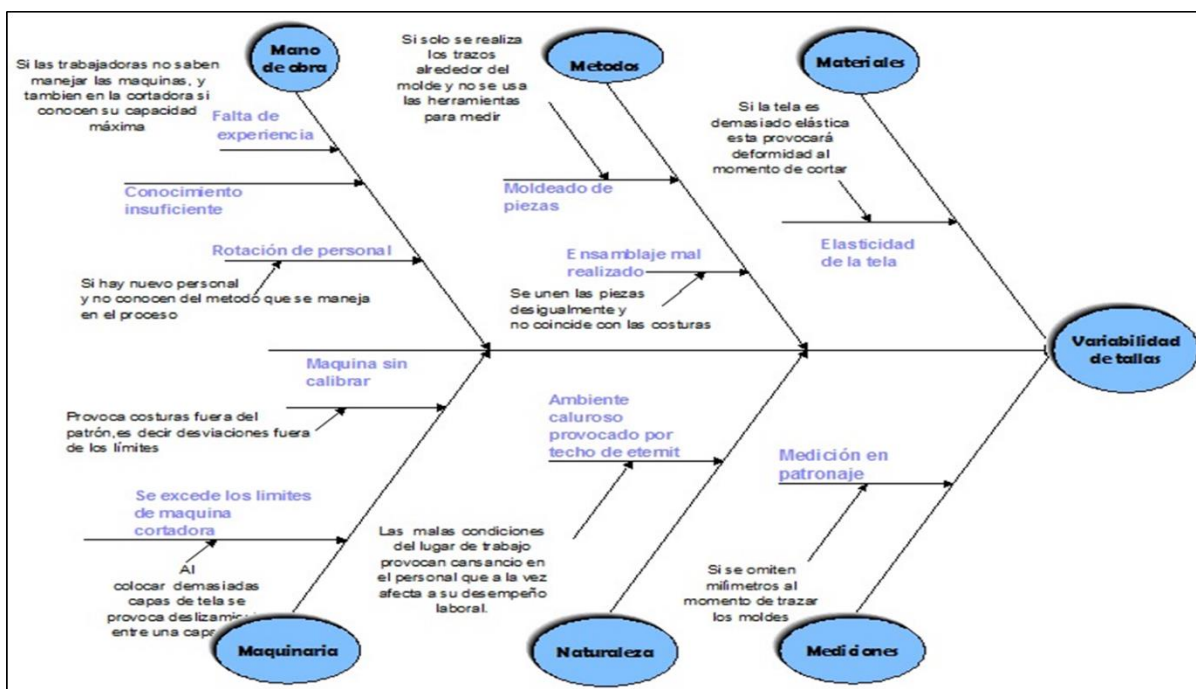 Mano
de obra
Si las trabajadoras no saben
manejar las maquinas, y
tambien en la cortadora si
conocen su capacidad
máxima
Falta de
experiencia
Conocimiento
insuficiente
Rotación de personal
Si hay nuevo personal
y no conocen del metodo que se maneja
en el proceso
Metodos
Si solo se realiza
los trazos
alrededor del
molde y no se usa
las herramientas
para medir
Moldeado de
piezas
Ensamblaje mal
realizado
Se unen las piezas
desigualmente y
no coincide con las costuras
Materiales
Si la tela es
demasiado elástica
esta provocará
deformidad al
momento de cortar
Elasticidad
de la tela
Variabilidad
de tallas
Maquina sin
calibrar
Provoca costuras fuera del
patrón,es decir desviaciones fuera
de los límites
Se excede los limites
de maquina
cortadora
Al
colocar demasiadas
capas de tela se
provoca
entre una
Maquinaria
Ambiente
caluroso
provocado por
techo de eternit
Las malas condiciones
del lugar de trabajo
provocan cansancio en
el personal que a la vez
afecta a su desempeño
laboral.
Naturaleza
Medición en
patronaje
Si se omiten
milímetros al
momento de trazar
los moldes
Mediciones